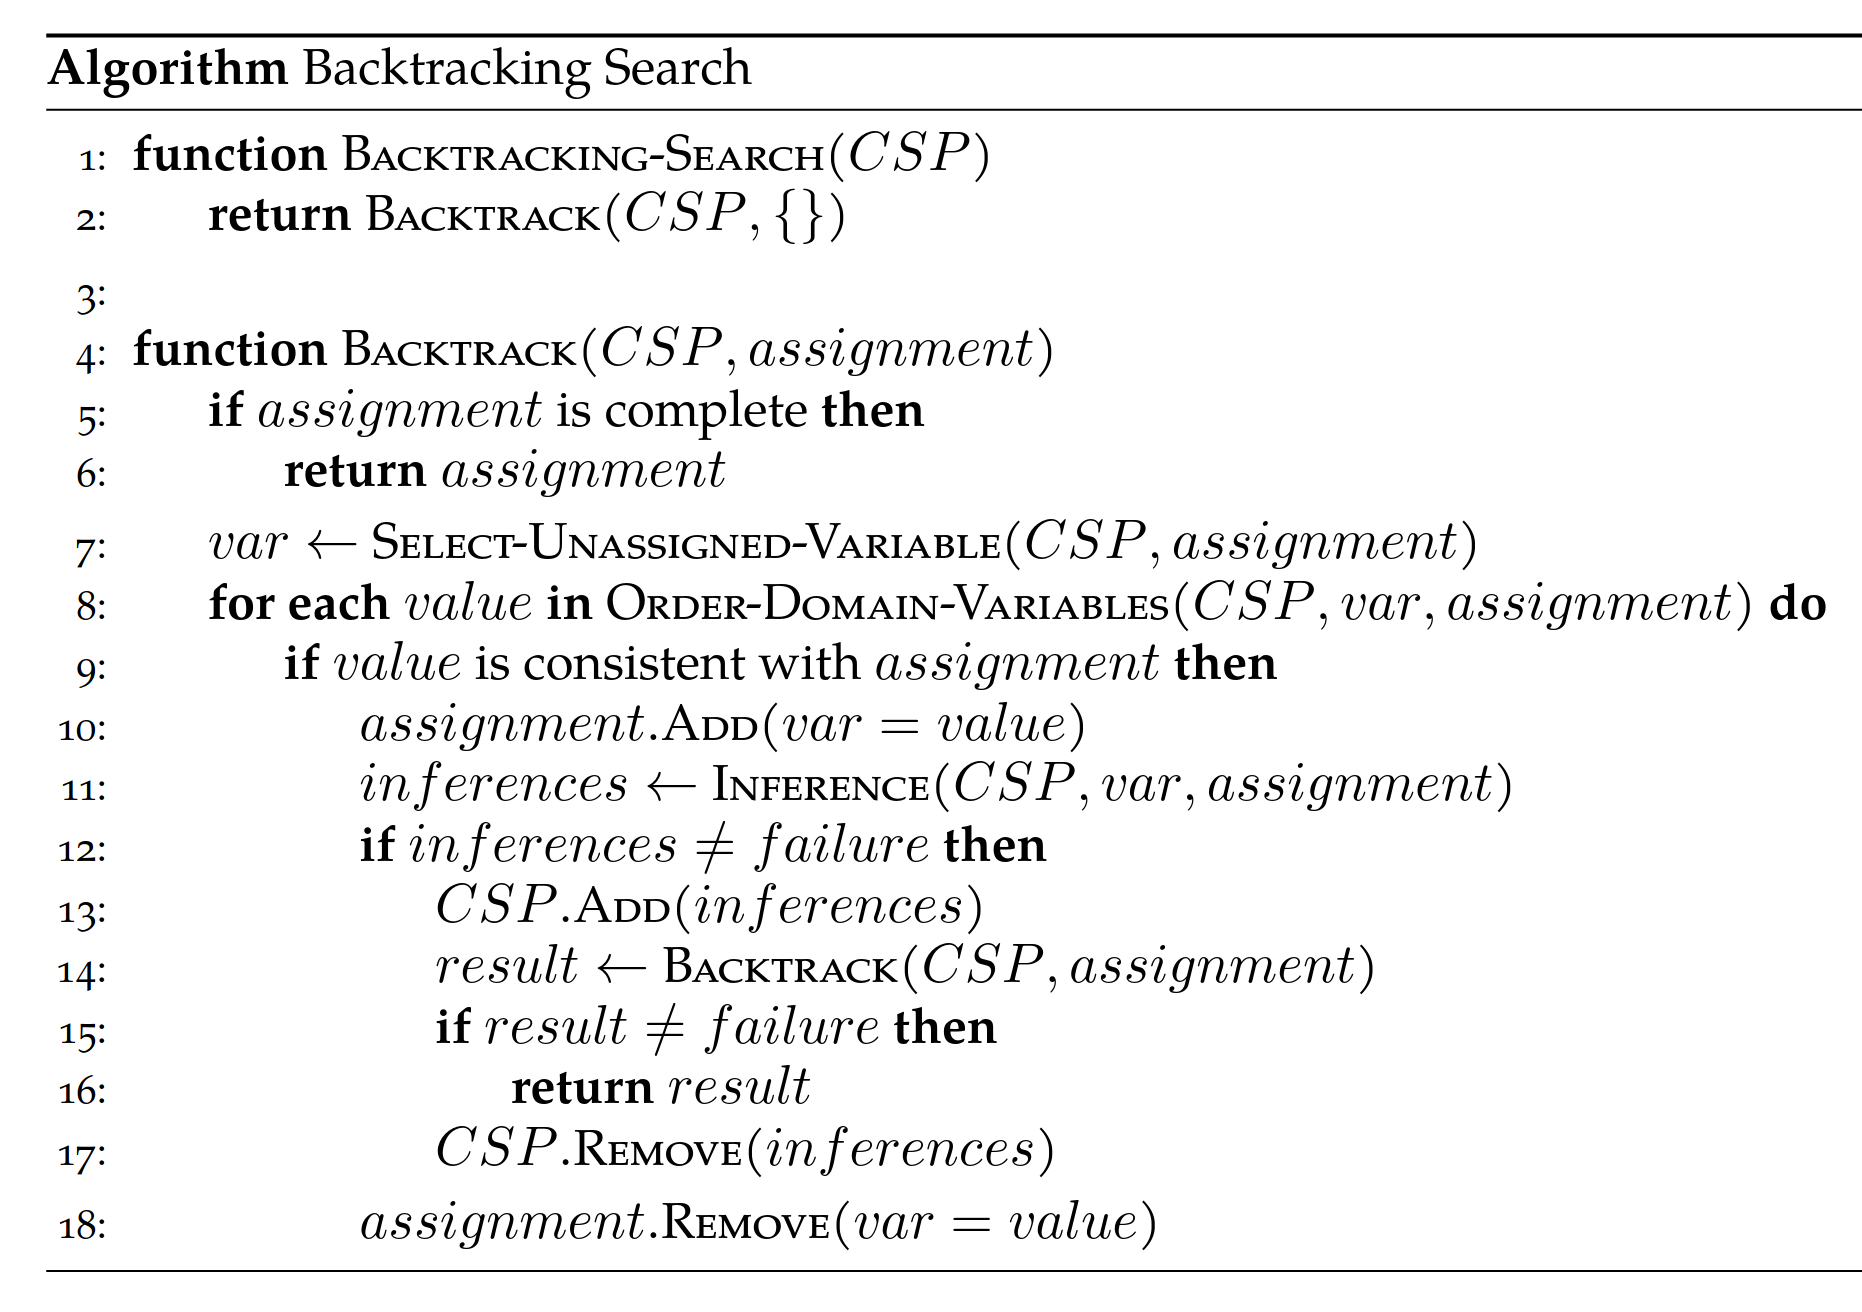 Algorithm Backtracking Search
1: function BACKTRACKING-SEARCH(CSP)
2: return BACKTRACK(CSP, {})
3:
4: function BACKTRACK(CSP, assignment)
5: if assignment is complete then
6: return assignment
7: var ← SELECT-UNASSIGNED-VARIABLE(CSP, assignment)
8: for each value in ORDER-DOMAIN-VARIABLES(CSP, var, assignment) do
9: if value is consistent with assignment then
10: assignment.ADD(var = value)
11: inferences ← INFERENCE(CSP, var, assignment)
12: if inferences ≠ failure then
13: CSP.ADD(inferences)
14: result ← BACKTRACK(CSP, assignment)
15: if result ≠ failure then
16: return result
17: CSP.REMOVE(inferences)
18: assignment.REMOVE(var = value)